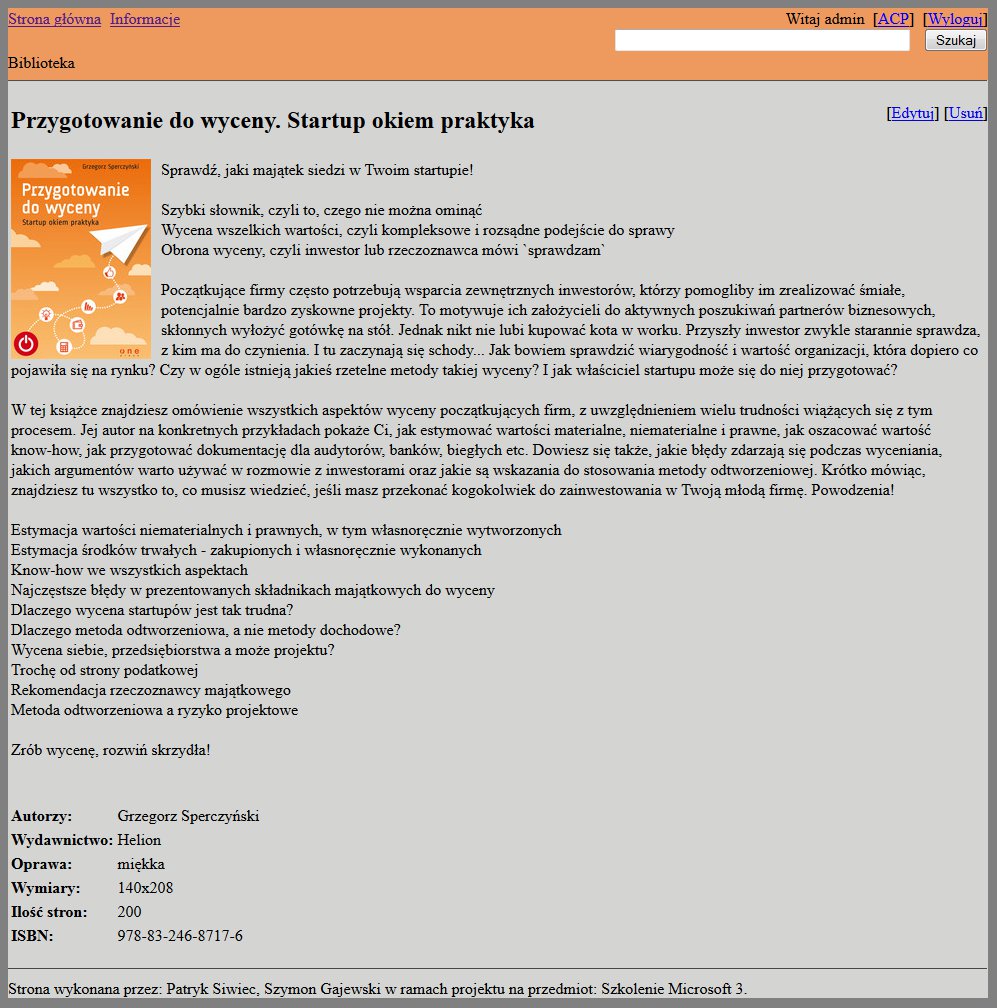 Strona główna Informacje Witaj admin [ACP] [Wyloguj]
Szukaj
Biblioteka
Przygotowanie do wyceny. Startup okiem praktyka [Edytuj] [Usuń]
Grzegorz Sperczyński
Przygotowanie
do wyceny
Startup okiem praktyka
one
Sprawdź, jaki majątek siedzi w Twoim startupie!
Szybki słownik, czyli to, czego nie można ominąć
Wycena wszelkich wartości, czyli kompleksowe i rozsądne podejście do sprawy
Obrona wyceny, czyli inwestor lub rzeczoznawca mówi `sprawdzam`
Początkujące firmy często potrzebują wsparcia zewnętrznych inwestorów, którzy pomogliby im zrealizować śmiałe,
potencjalnie bardzo zyskowne projekty. To motywuje ich założycieli do aktywnych poszukiwań partnerów biznesowych,
skłonnych wyłożyć gotówkę na stół. Jednak nikt nie lubi kupować kota w worku. Przyszły inwestor zwykle starannie sprawdza,
z kim ma do czynienia. I tu zaczynają się schody... Jak bowiem sprawdzić wiarygodność i wartość organizacji, która dopiero co
pojawiła się na rynku? Czy w ogóle istnieją jakieś rzetelne metody takiej wyceny? I jak właściciel startupu może się do niej przygotować?
W tej książce znajdziesz omówienie wszystkich aspektów wyceny początkujących firm, z uwzględnieniem wielu trudności wiążących się z tym
procesem. Jej autor na konkretnych przykładach pokaże Ci, jak estymować wartości materialne, niematerialne i prawne, jak oszacować wartość
know-how, jak przygotować dokumentację dla audytorów, banków, biegłych etc. Dowiesz się także, jakie błędy zdarzają się podczas wyceniania,
jakich argumentów warto używać w rozmowie z inwestorami oraz jakie są wskazania do stosowania metody odtworzeniowej. Krótko mówiąc,
znajdziesz tu wszystko to, co musisz wiedzieć, jeśli masz przekonać kogokolwiek do zainwestowania w Twoją młodą firmę. Powodzenia!
Estymacja wartości niematerialnych i prawnych, w tym własnoręcznie wytworzonych
Estymacja środków trwałych - zakupionych i własnoręcznie wykonanych
Know-how we wszystkich aspektach
Najczęstsze błędy w prezentowanych składnikach majątkowych do wyceny
Dlaczego wycena startupów jest tak trudna?
Dlaczego metoda odtworzeniowa, a nie metody dochodowe?
Wycena siebie, przedsiębiorstwa a może projektu?
Trochę od strony podatkowej
Rekomendacja rzeczoznawcy majątkowego
Metoda odtworzeniowa a ryzyko projektowe
Zrób wycenę, rozwiń skrzydła!
Autorzy: Grzegorz Sperczyński
Wydawnictwo: Helion
Oprawa: miękka
Wymiary: 140x208
Ilość stron: 200
ISBN: 978-83-246-8717-6
Strona wykonana przez: Patryk Siwiec, Szymon Gajewski w ramach projektu na przedmiot: Szkolenie Microsoft 3.